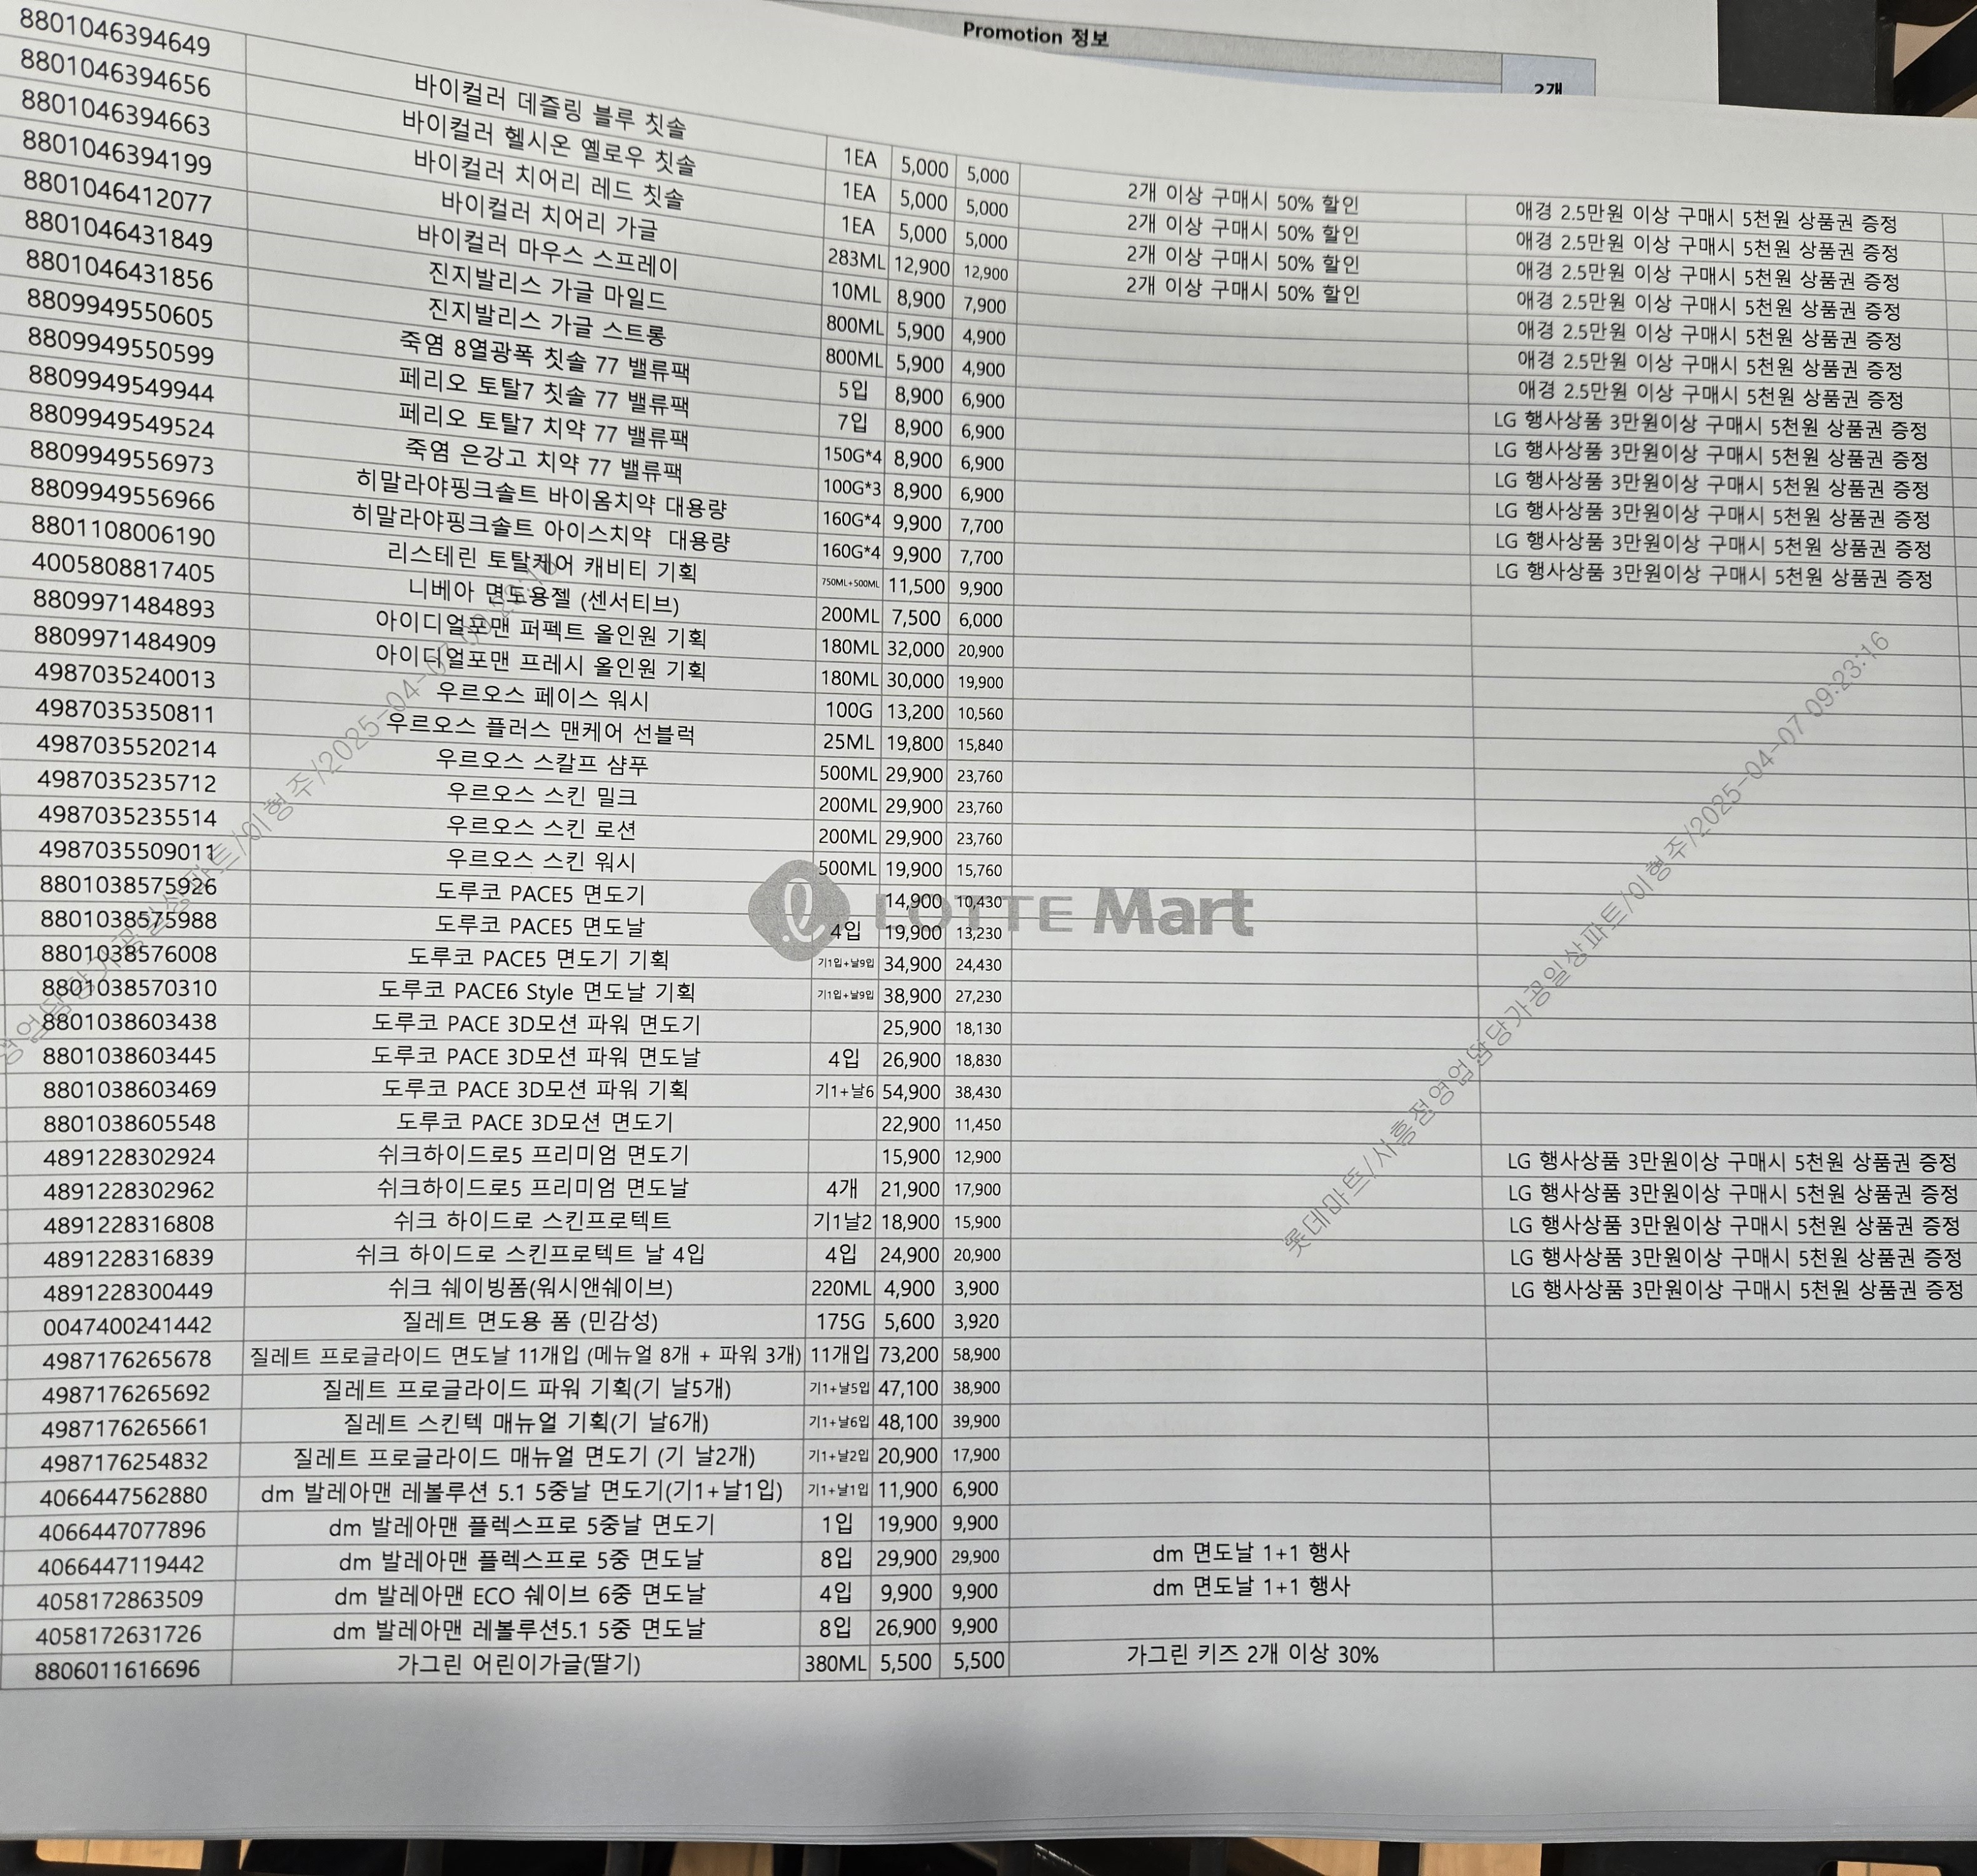 Promotion 정보
2개
8801046394649 바이컬러 데즐링 블루 칫솔 1EA 5,000 5,000 2개 이상 구매시 50% 할인 애경 2.5만원 이상 구매시 5천원 상품권 증정
8801046394656 바이컬러 헬시온 옐로우 칫솔 1EA 5,000 5,000 2개 이상 구매시 50% 할인 애경 2.5만원 이상 구매시 5천원 상품권 증정
8801046394663 바이컬러 치어리 레드 칫솔 1EA 5,000 5,000 2개 이상 구매시 50% 할인 애경 2.5만원 이상 구매시 5천원 상품권 증정
8801046394199 바이컬러 치어리 가글 283ML 12,900 12,900 2개 이상 구매시 50% 할인 애경 2.5만원 이상 구매시 5천원 상품권 증정
8801046412077 바이컬러 마우스 스프레이 10ML 8,900 7,900 애경 2.5만원 이상 구매시 5천원 상품권 증정
8801046431849 진지발리스 가글 마일드 800ML 5,900 4,900 애경 2.5만원 이상 구매시 5천원 상품권 증정
8801046431856 진지발리스 가글 스트롱 800ML 5,900 4,900 애경 2.5만원 이상 구매시 5천원 상품권 증정
8809949550605 죽염 8열광폭 칫솔 77 밸류팩 5입 8,900 6,900 LG 행사상품 3만원이상 구매시 5천원 상품권 증정
8809949550599 페리오 토탈7 칫솔 77 밸류팩 7입 8,900 6,900 LG 행사상품 3만원이상 구매시 5천원 상품권 증정
8809949549944 페리오 토탈7 치약 77 밸류팩 150G*4 8,900 6,900 LG 행사상품 3만원이상 구매시 5천원 상품권 증정
8809949549524 죽염 은강고 치약 77 밸류팩 100G*3 8,900 6,900 LG 행사상품 3만원이상 구매시 5천원 상품권 증정
8809949556973 히말라야핑크솔트 바이옴치약 대용량 160G*4 9,900 7,700 LG 행사상품 3만원이상 구매시 5천원 상품권 증정
8809949556966 히말라야핑크솔트 아이스치약 대용량 160G*4 9,900 7,700 LG 행사상품 3만원이상 구매시 5천원 상품권 증정
8801108006190 리스테린 토탈케어 캐비티 기획 750ML+500ML 11,500 9,900
4005808817405 니베아 면도용젤 (센서티브) 200ML 7,500 6,000
8809971484893 아이디얼포맨 퍼펙트 올인원 기획 180ML 32,000 20,900
8809971484909 아이디얼포맨 프레시 올인원 기획 180ML 30,000 19,900
4987035240013 우르오스 페이스 워시 100G 13,200 10,560
4987035350811 우르오스 플러스 맨케어 선블럭 25ML 19,800 15,840
4987035520214 우르오스 스칼프 샴푸 500ML 29,900 23,760
4987035235712 우르오스 스킨 밀크 200ML 29,900 23,760
4987035235514 우르오스 스킨 로션 200ML 29,900 23,760
4987035509011 우르오스 스킨 워시 500ML 19,900 15,760
8801038575926 도루코 PACE5 면도기 14,900 10,430
8801038575988 도루코 PACE5 면도날 4입 19,900 13,230
8801038576008 도루코 PACE5 면도기 기획 기1입+날9입 34,900 24,430
8801038570310 도루코 PACE6 Style 면도날 기획 기1입+날9입 38,900 27,230
8801038603438 도루코 PACE 3D모션 파워 면도기 25,900 18,130
8801038603445 도루코 PACE 3D모션 파워 면도날 4입 26,900 18,830
8801038603469 도루코 PACE 3D모션 파워 기획 기1+날6 54,900 38,430
8801038605548 도루코 PACE 3D모션 면도기 22,900 11,450
4891228302924 쉬크하이드로5 프리미엄 면도기 15,900 12,900 LG 행사상품 3만원이상 구매시 5천원 상품권 증정
4891228302962 쉬크하이드로5 프리미엄 면도날 4개 21,900 17,900 LG 행사상품 3만원이상 구매시 5천원 상품권 증정
4891228316808 쉬크 하이드로 스킨프로텍트 기1날2 18,900 15,900 LG 행사상품 3만원이상 구매시 5천원 상품권 증정
4891228316839 쉬크 하이드로 스킨프로텍트 날 4입 4입 24,900 20,900 LG 행사상품 3만원이상 구매시 5천원 상품권 증정
4891228300449 쉬크 쉐이빙폼(워시앤쉐이브) 220ML 4,900 3,900 LG 행사상품 3만원이상 구매시 5천원 상품권 증정
0047400241442 질레트 면도용 폼 (민감성) 175G 5,600 3,920
4987176265678 질레트 프로글라이드 면도날 11개입 (메뉴얼 8개 + 파워 3개) 11개입 73,200 58,900
4987176265692 질레트 프로글라이드 파워 기획(기 날5개) 기1+날5입 47,100 38,900
4987176265661 질레트 스킨텍 매뉴얼 기획(기 날6개) 기1+날6입 48,100 39,900
4987176254832 질레트 프로글라이드 매뉴얼 면도기 (기 날2개) 기1+날2입 20,900 17,900
4066447562880 dm 발레아맨 레볼루션 5.1 5중날 면도기(기1+날1입) 기1+날1입 11,900 6,900
4066447077896 dm 발레아맨 플렉스프로 5중날 면도기 1입 19,900 9,900
4066447119442 dm 발레아맨 플렉스프로 5중 면도날 8입 29,900 29,900 dm 면도날 1+1 행사
4058172863509 dm 발레아맨 ECO 쉐이브 6중 면도날 4입 9,900 9,900 dm 면도날 1+1 행사
4058172631726 dm 발레아맨 레볼루션5.1 5중 면도날 8입 26,900 9,900
8806011616696 가그린 어린이가글(딸기) 380ML 5,500 5,500 가그린 키즈 2개 이상 30%
LOTTE Mart
롯데마트/시흥점영업담당가공일상파트/이형주/2025-04-07 09:23:16